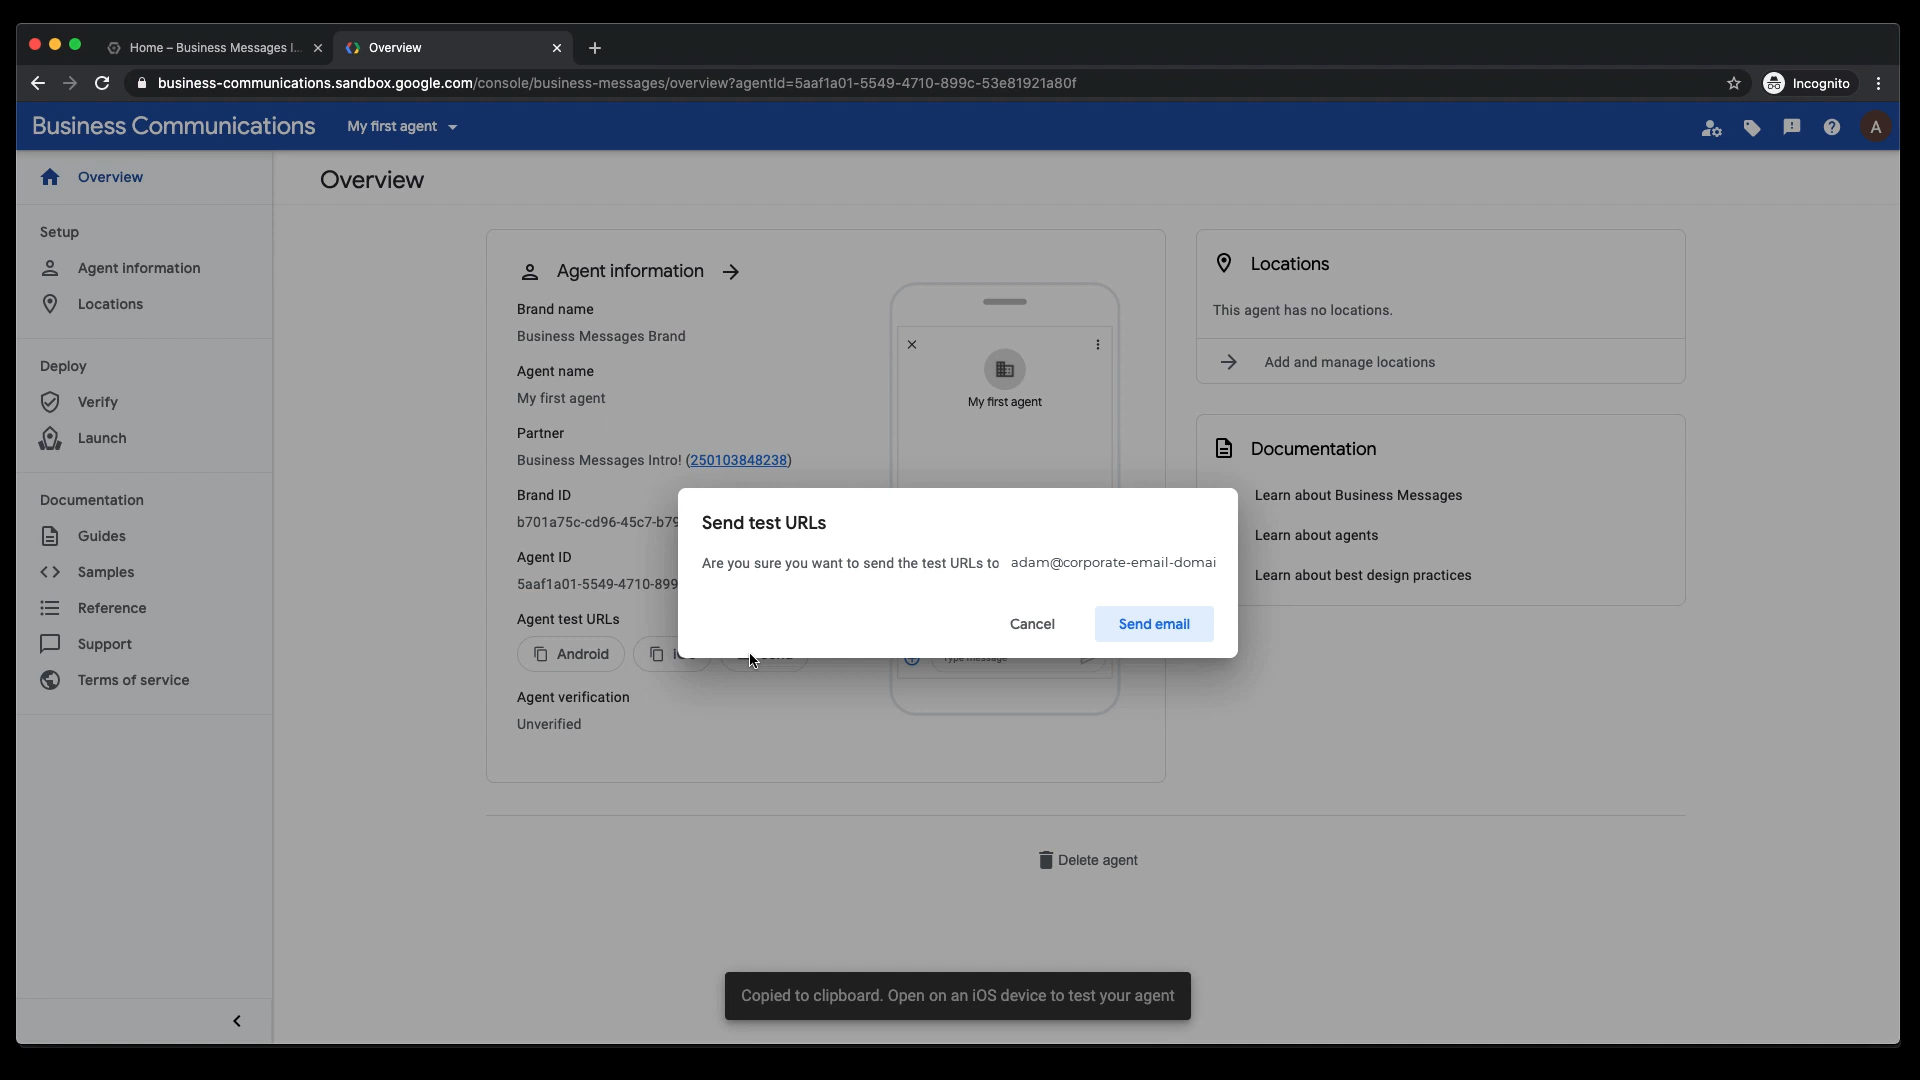 Home – Business Messages I...
Overview
business-communications.sandbox.google.com/console/business-messages/overview?agentId=5aaf1a01-5549-4710-899c-53e81921a80f
Incognito
Business Communications
My first agent
A
Overview
Setup
Agent information
Locations
Deploy
Verify
Launch
Documentation
Guides
Samples
Reference
Support
Terms of service
Overview
Agent information
Brand name
Business Messages Brand
Agent name
My first agent
Partner
Business Messages Intro! (250103848238)
Brand ID
b701a75c-cd96-45c7-b79
Agent ID
5aaf1a01-5549-4710-899
Agent test URLs
Android
Agent verification
Unverified
My first agent
Type message
Locations
This agent has no locations.
Add and manage locations
Documentation
Learn about Business Messages
Learn about agents
Learn about best design practices
Send test URLs
Are you sure you want to send the test URLs to adam@corporate-email-domai
Cancel
Send email
Delete agent
Copied to clipboard. Open on an iOS device to test your agent